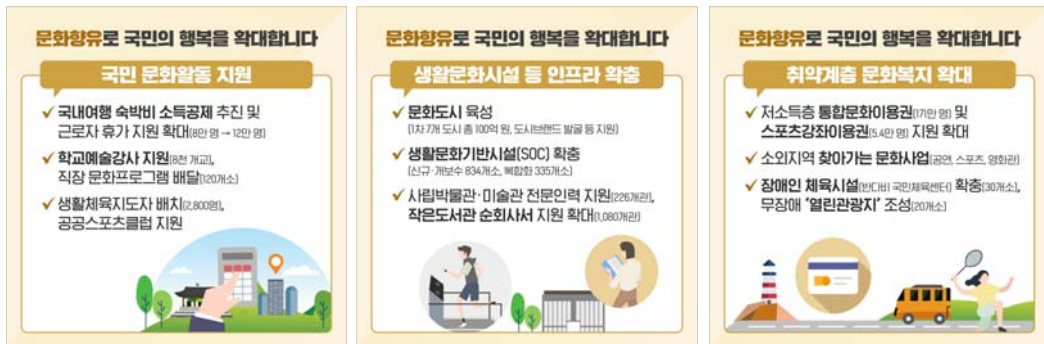 문화향유로 국민의 행복을 확대합니다
국민 문화활동 지원
✓ 국내여행 숙박비 소득공제 추진 및
근로자 휴가 지원 확대(8만 명 → 12만 명)
✓ 학교예술강사 지원(8천 개교),
직장 문화프로그램 배달(120개소)
✓ 생활체육지도자 배치(2,800명),
공공스포츠클럽 지원
문화향유로 국민의 행복을 확대합니다
생활문화시설 등 인프라 확충
✓ 문화도시 육성
(1차 7개 도시 총 100억 원, 도시브랜드 발굴 등 지원)
✓ 생활문화기반시설(SOC) 확충
(신규·개보수 834개소, 복합화 335개소)
✓ 사립박물관·미술관 전문인력 지원(226개관),
작은도서관 순회사서 지원 확대(1,080개관)
문화향유로 국민의 행복을 확대합니다
취약계층 문화복지 확대
✓ 저소득층 통합문화이용권(171만 명) 및
스포츠강좌이용권(5.4만 명) 지원 확대
✓ 소외지역 찾아가는 문화사업(공연, 스포츠, 영화관)
✓ 장애인 체육시설(반다비 국민체육센터) 확충(30개소),
무장애 '열린관광지' 조성(20개소)